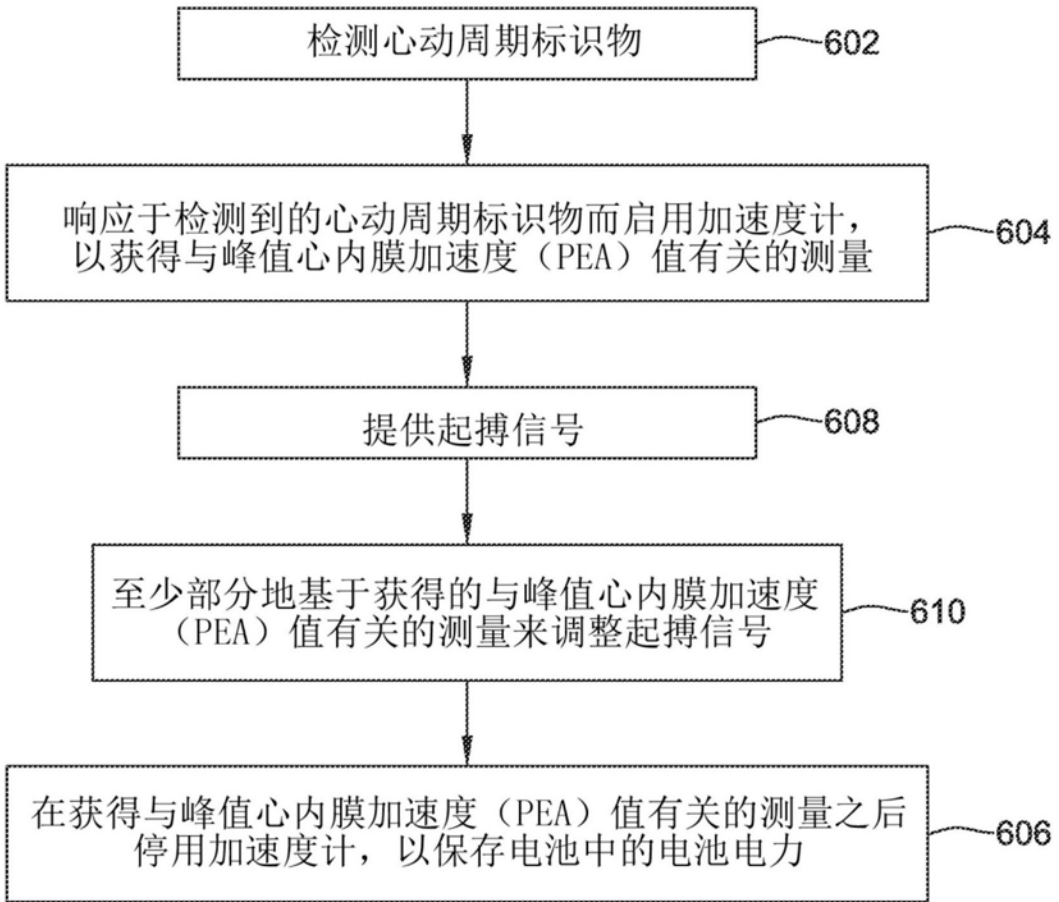 检测心动周期标识物
602
响应于检测到的心动周期标识物而启用加速度计，
以获得与峰值心内膜加速度（PEA）值有关的测量
604
提供起搏信号
608
至少部分地基于获得的与峰值心内膜加速度
（PEA）值有关的测量来调整起搏信号
610
在获得与峰值心内膜加速度（PEA）值有关的测量之后
停用加速度计，以保存电池中的电池电力
606